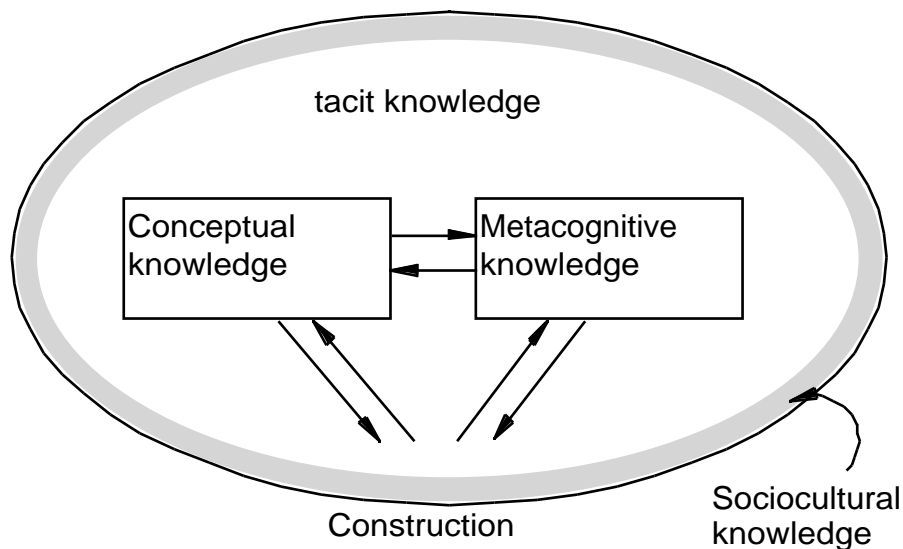 tacit knowledge
Conceptual
knowledge
Metacognitive
knowledge
Construction
Sociocultural
knowledge